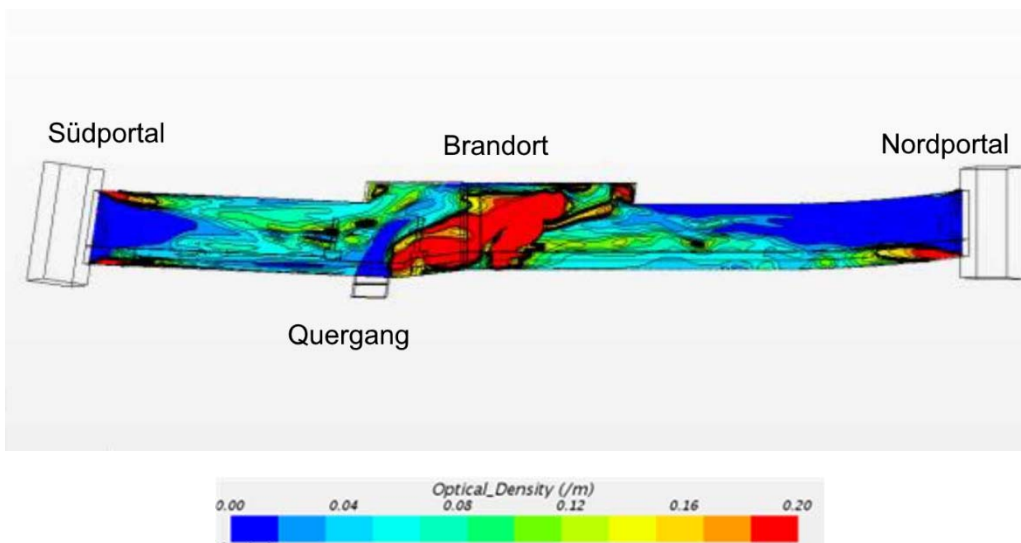 Südportal
Brandort
Nordportal
Quergang
Optical_Density (/m)
0.00 0.04 0.08 0.12 0.16 0.20